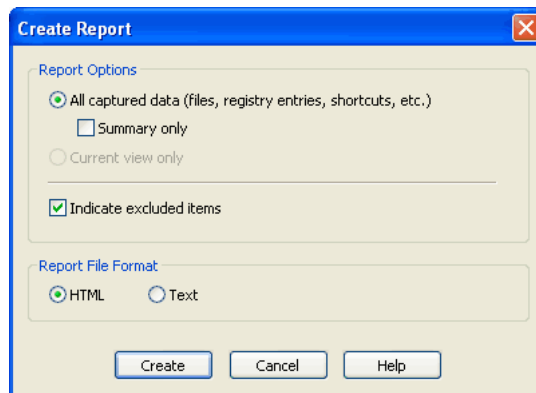 Create Report
Report Options
All captured data (files, registry entries, shortcuts, etc.)
Summary only
Current view only
Indicate excluded items
Report File Format
HTML Text
Create Cancel Help